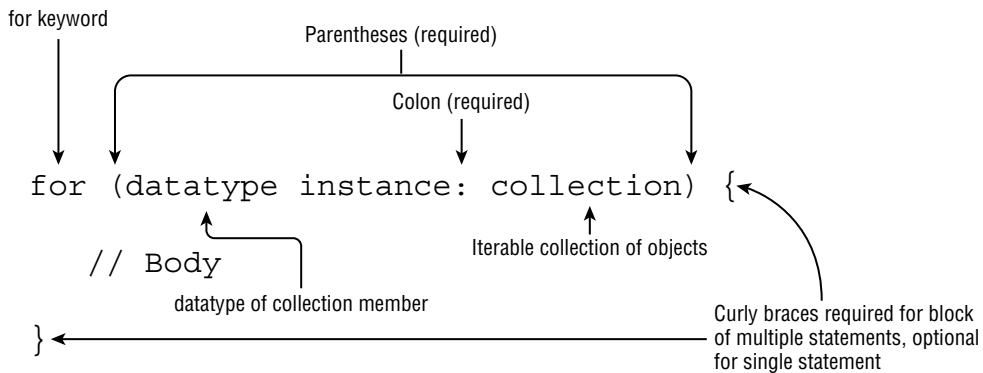 for keyword
Parentheses (required)
Colon (required)
for (datatype instance: collection) {
Iterable collection of objects
// Body
datatype of collection member
Curly braces required for block
of multiple statements, optional
for single statement
}